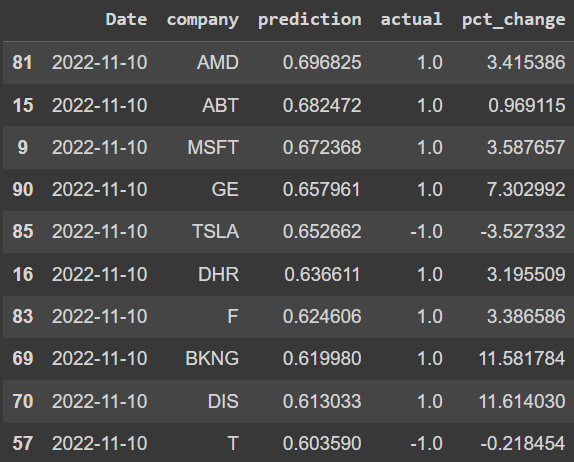 Date company prediction actual pct_change
81 2022-11-10 AMD 0.696825 1.0 3.415386
15 2022-11-10 ABT 0.682472 1.0 0.969115
9 2022-11-10 MSFT 0.672368 1.0 3.587657
90 2022-11-10 GE 0.657961 1.0 7.302992
85 2022-11-10 TSLA 0.652662 -1.0 -3.527332
16 2022-11-10 DHR 0.636611 1.0 3.195509
83 2022-11-10 F 0.624606 1.0 3.386586
69 2022-11-10 BKNG 0.619980 1.0 11.581784
70 2022-11-10 DIS 0.613033 1.0 11.614030
57 2022-11-10 T 0.603590 -1.0 -0.218454